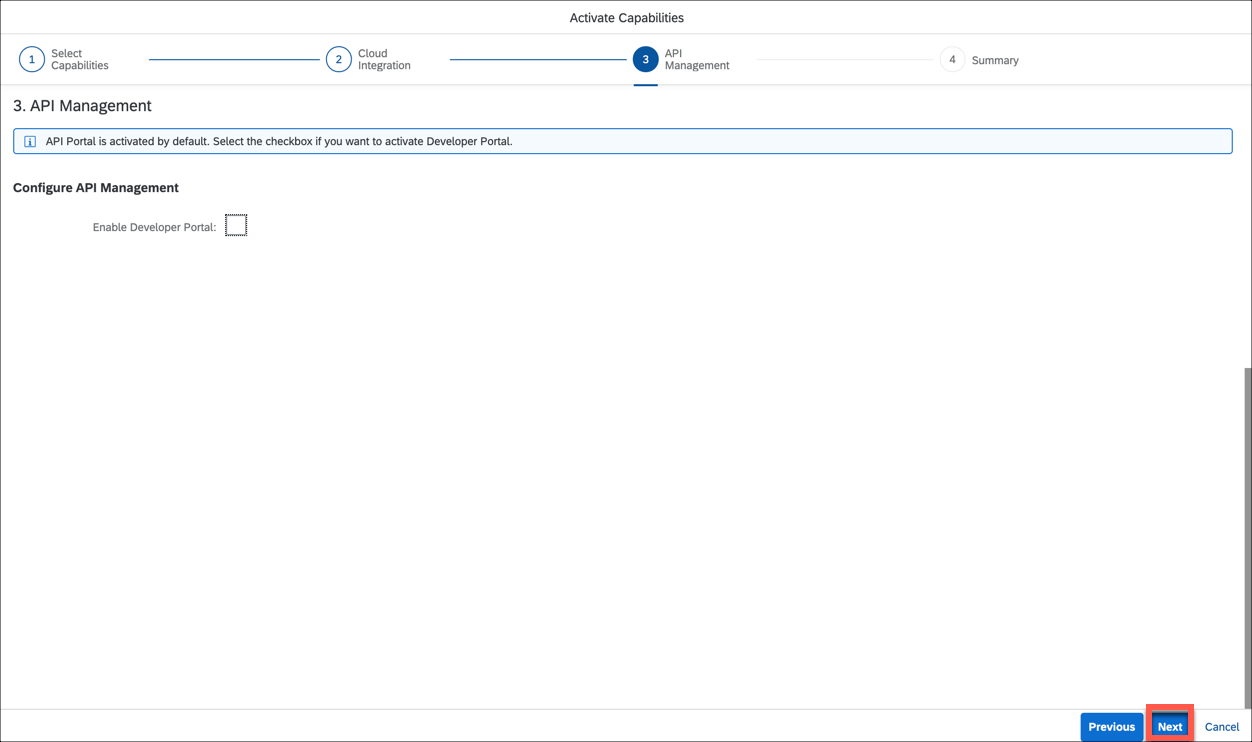 Activate Capabilities
1 Select
Capabilities
2 Cloud
Integration
3 API
Management
4 Summary
3. API Management
API Portal is activated by default. Select the checkbox if you want to activate Developer Portal.
Configure API Management
Enable Developer Portal:
Previous Next Cancel